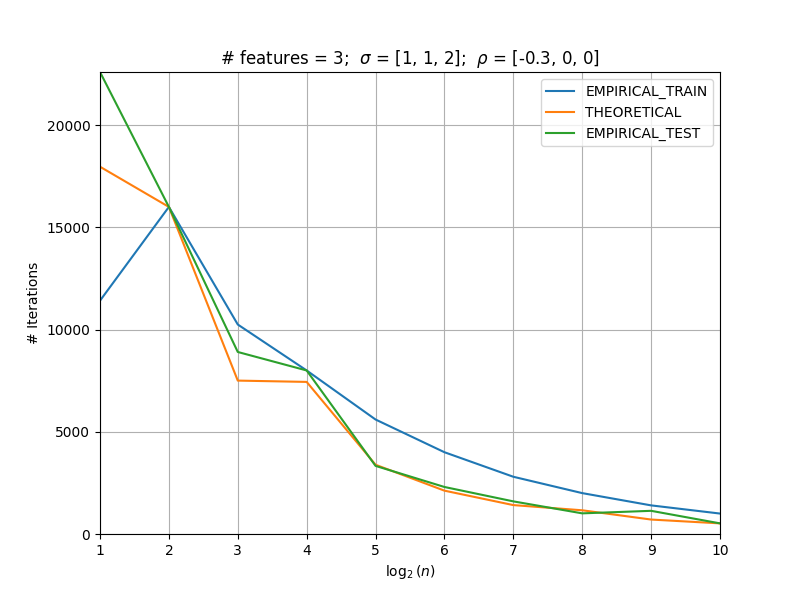 # features = 3;  σ = [1, 1, 2];  ρ = [-0.3, 0, 0]
EMPIRICAL_TRAIN
THEORETICAL
EMPIRICAL_TEST
# Iterations
20000
15000
10000
5000
0
1 2 3 4 5 6 7 8 9 10
log₂(n)